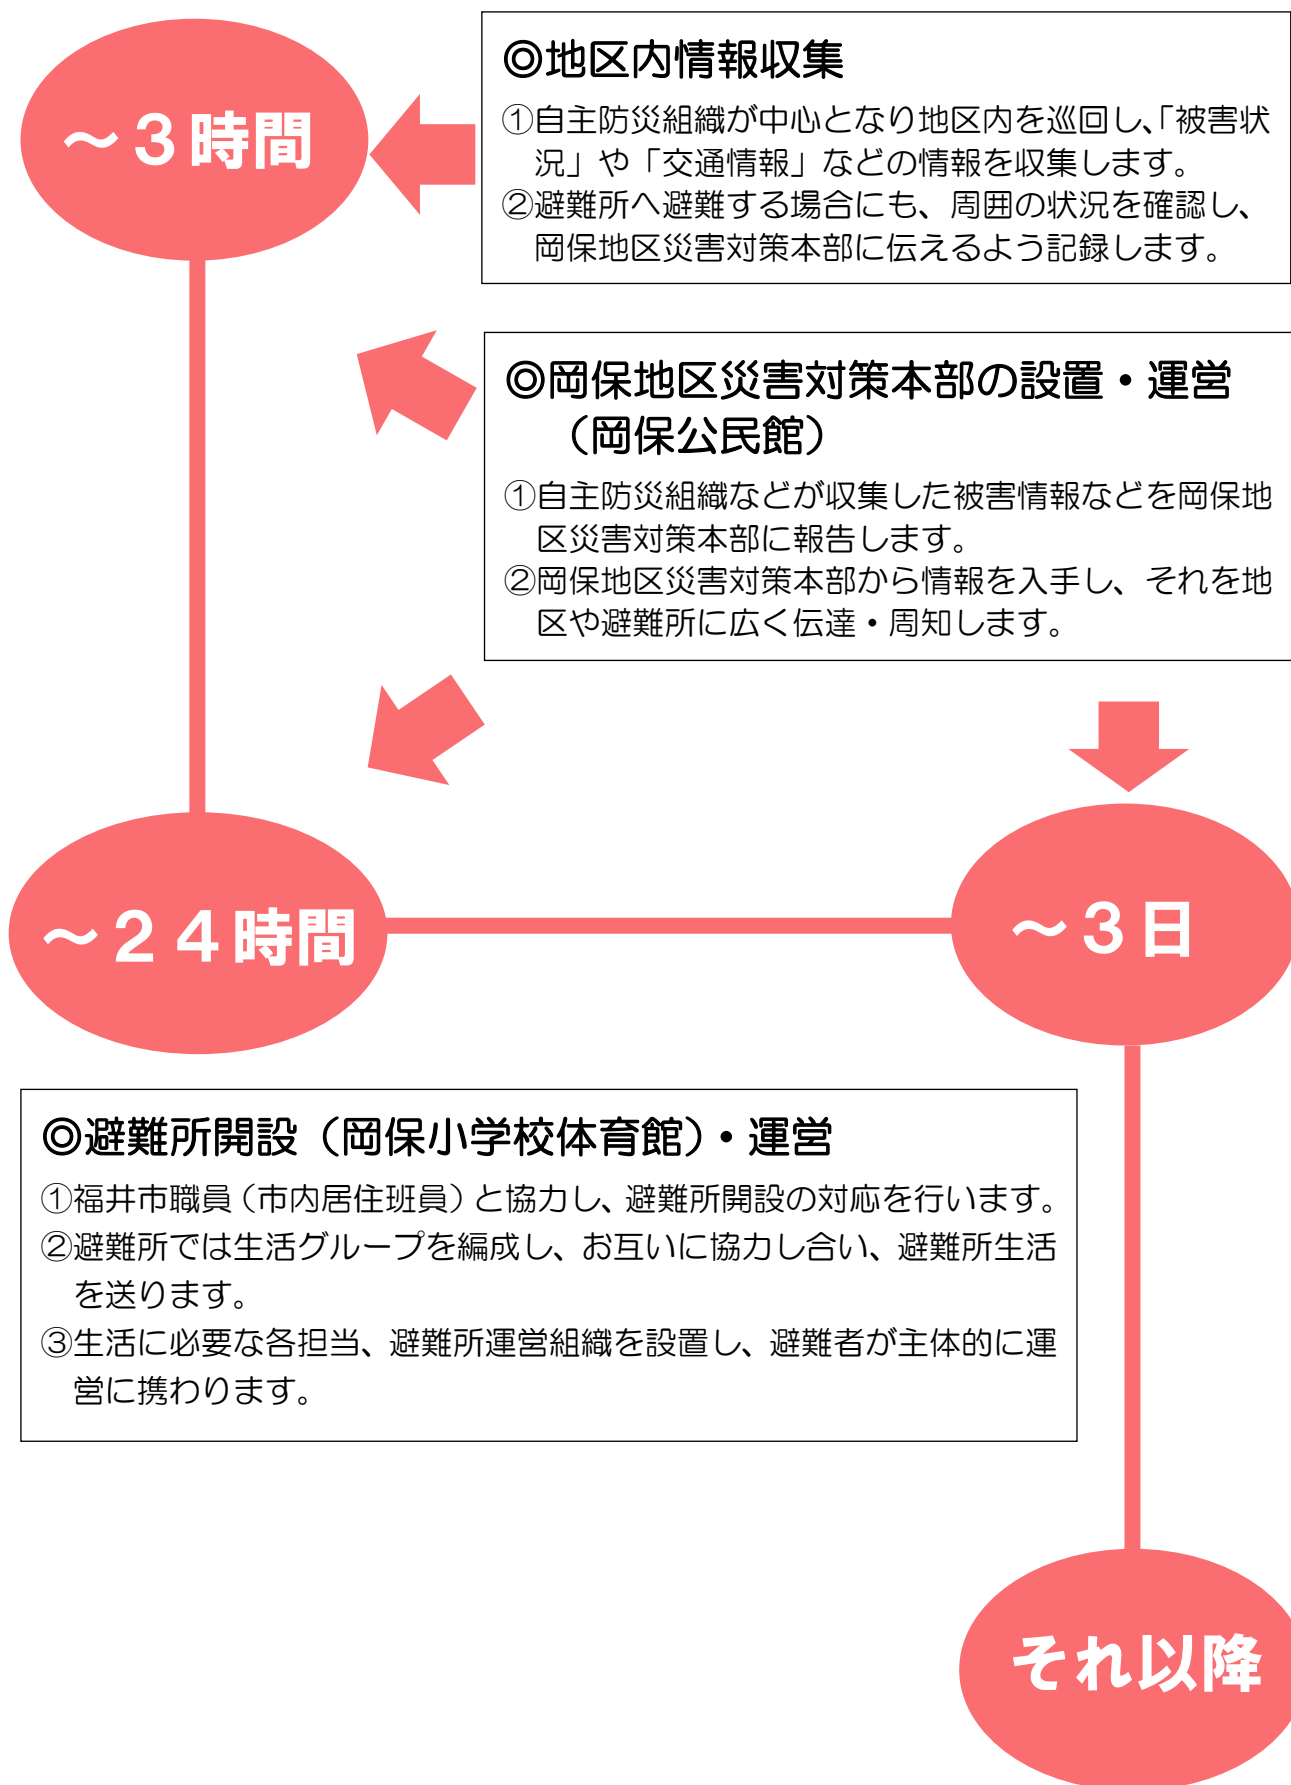 ～３時間
◎地区内情報収集
①自主防災組織が中心となり地区内を巡回し、「被害状
況」や「交通情報」などの情報を収集します。
②避難所へ避難する場合にも、周囲の状況を確認し、
岡保地区災害対策本部に伝えるよう記録します。
◎岡保地区災害対策本部の設置・運営
（岡保公民館）
①自主防災組織などが収集した被害情報などを岡保地
区災害対策本部に報告します。
②岡保地区災害対策本部から情報を入手し、それを地
区や避難所に広く伝達・周知します。
～２４時間
～３日
◎避難所開設（岡保小学校体育館）・運営
①福井市職員（市内居住班員）と協力し、避難所開設の対応を行います。
②避難所では生活グループを編成し、お互いに協力し合い、避難所生活
を送ります。
③生活に必要な各担当、避難所運営組織を設置し、避難者が主体的に運
営に携わります。
それ以降